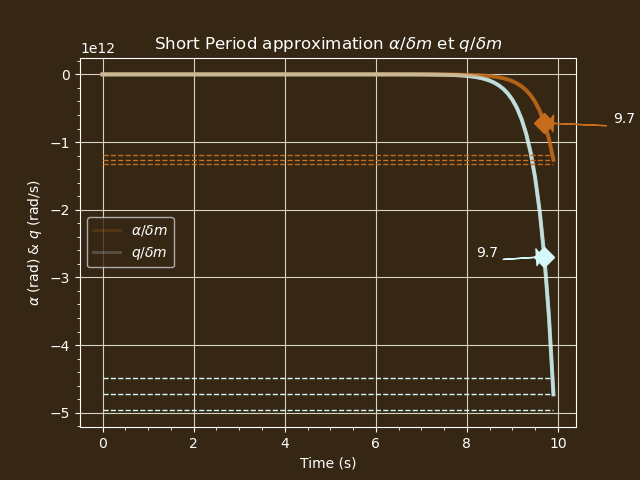 Short Period approximation α/δm et q/δm
1e12
0
−1
−2
−3
−4
−5
α (rad) & q (rad/s)
9.7
α/δm
q/δm
9.7
0 2 4 6 8 10
Time (s)